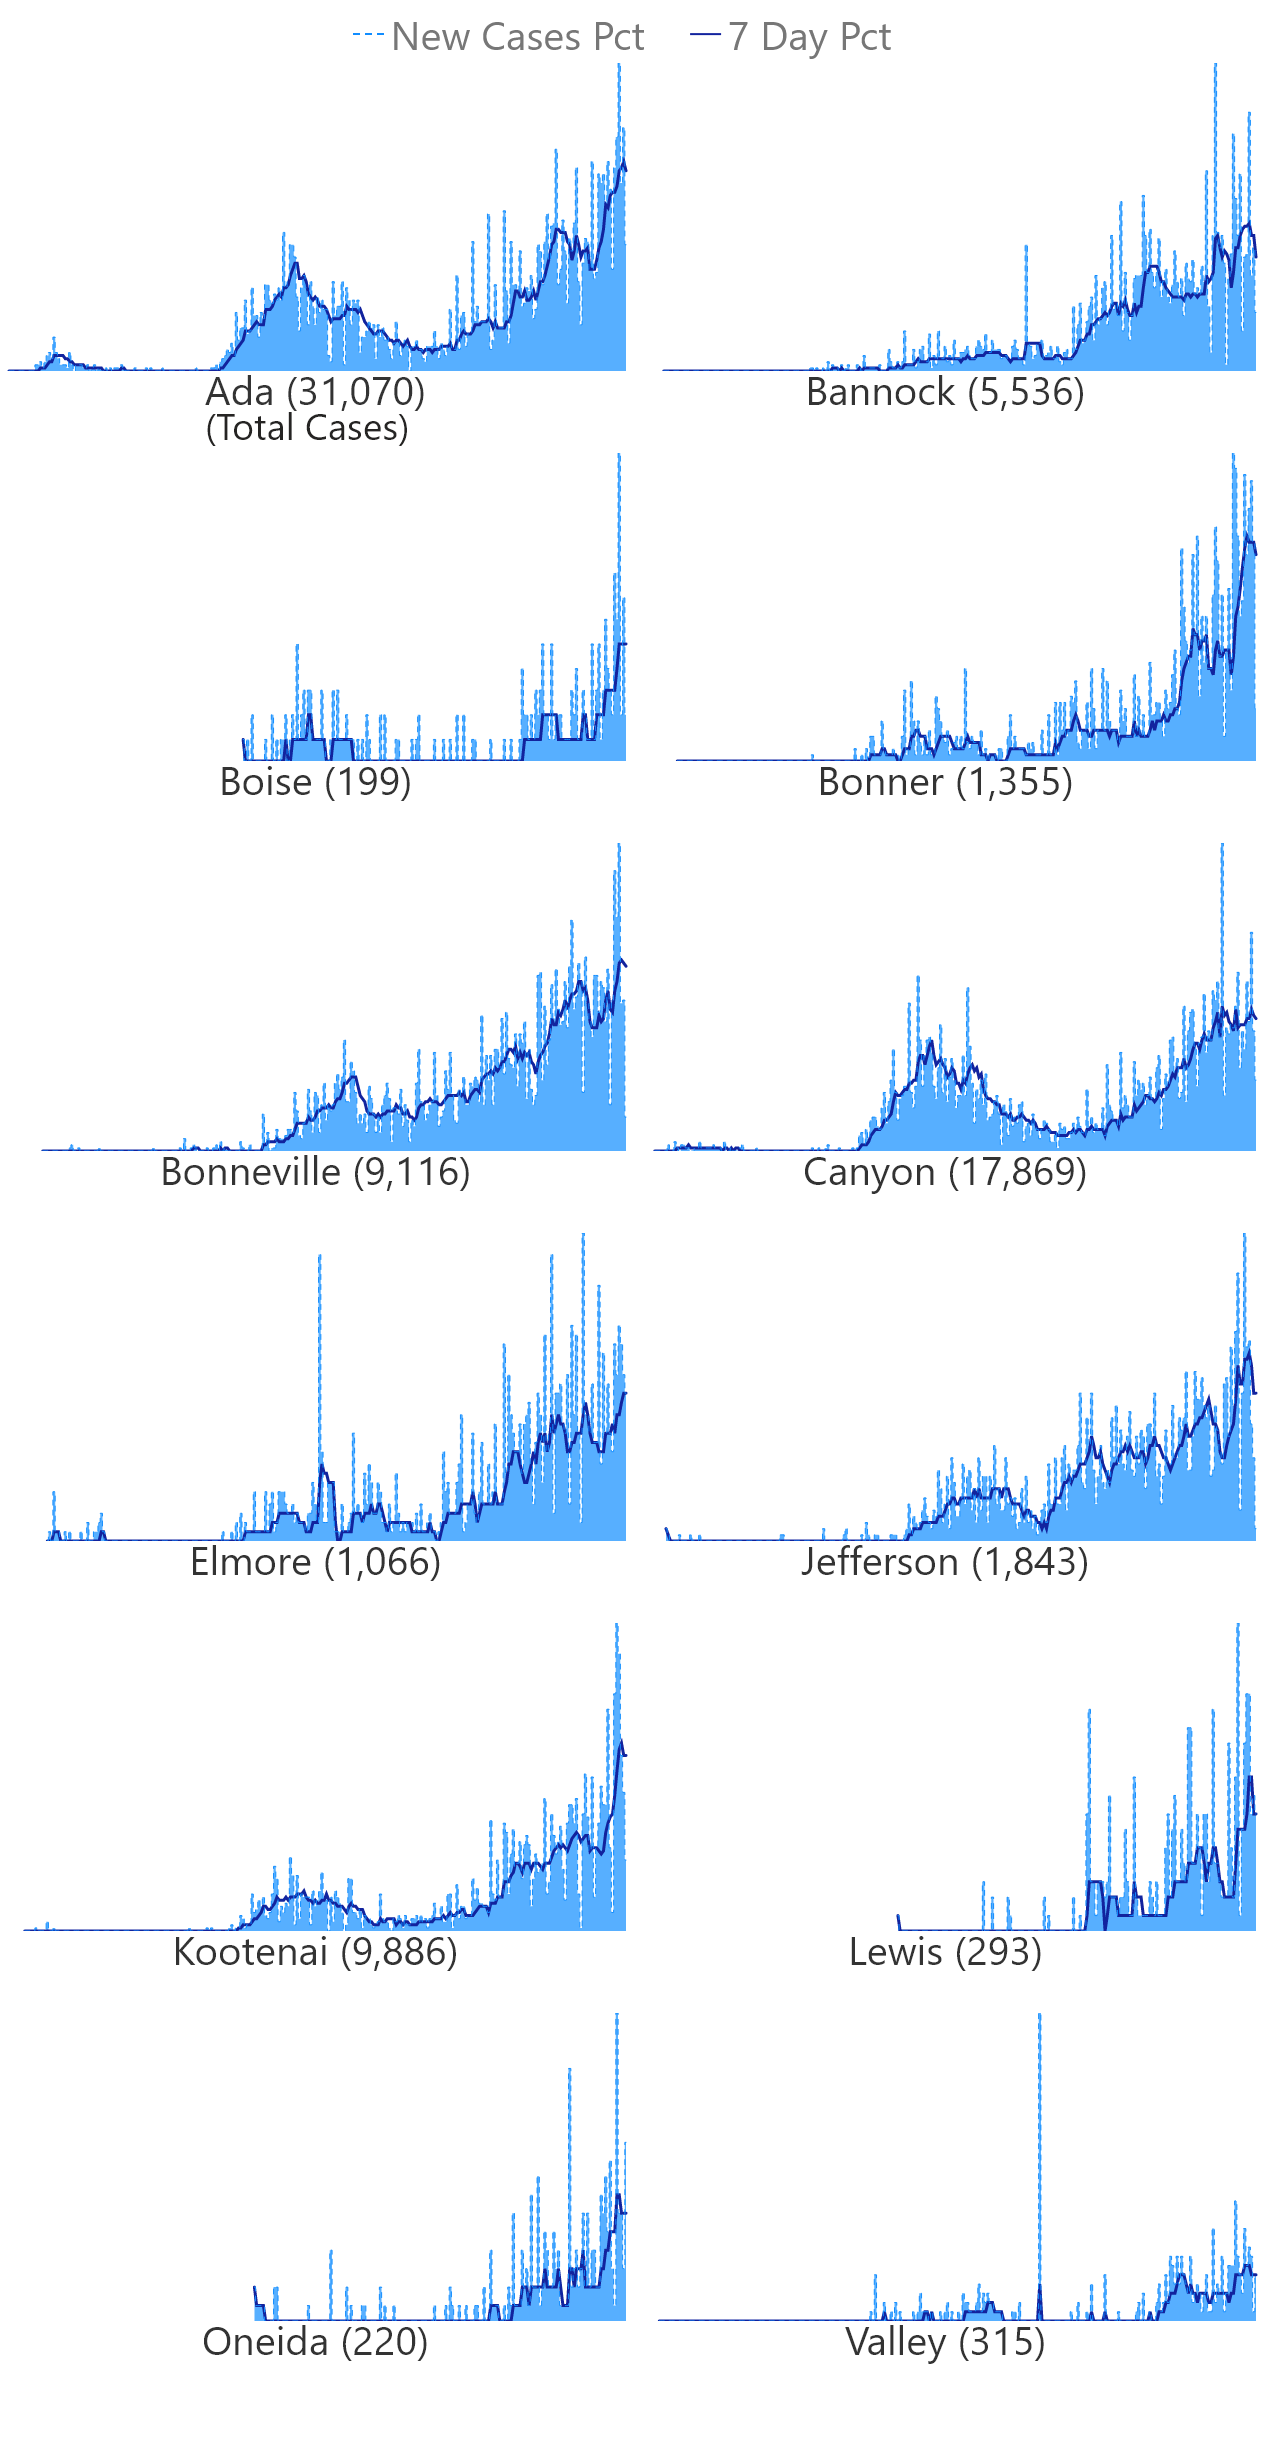 New Cases Pct 7 Day Pct
Ada (31,070) Bannock (5,536)
(Total Cases)
Boise (199) Bonner (1,355)
Bonneville (9,116) Canyon (17,869)
Elmore (1,066) Jefferson (1,843)
Kootenai (9,886) Lewis (293)
Oneida (220) Valley (315)